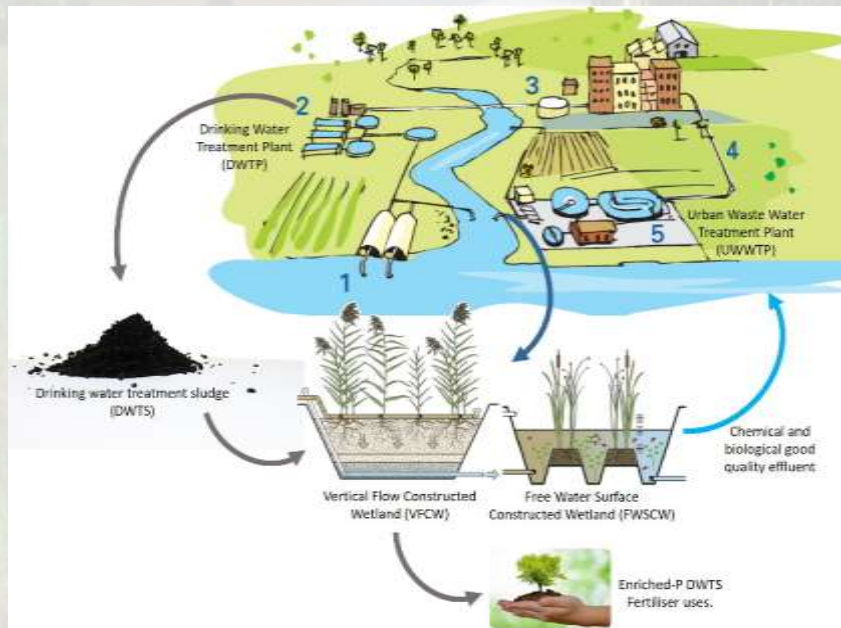 3
2
Drinking Water
Treatment Plant
(DWTP)
4
Urban Waste Water
Treatment Plant
(UWWTP)
5
1
Drinking water treatment sludge
(DWTS)
Chemical and
biological good
quality effluent
Vertical Flow Constructed
Wetland (VFCW)
Free Water Surface
Constructed Wetland (FWSCW)
Enriched-P DWTS
Fertiliser uses.